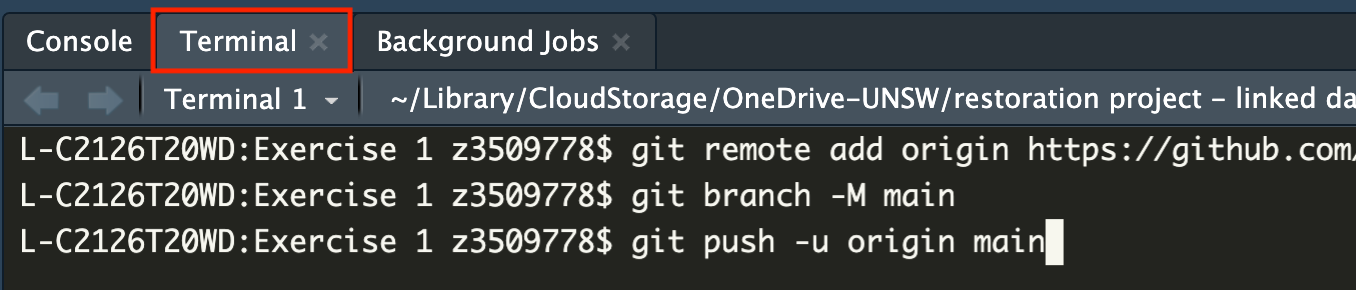 Console Terminal × Background Jobs ×
Terminal 1 ~/Library/CloudStorage/OneDrive-UNSW/restoration project – linked da
L-C2126T20WD:Exercise 1 z3509778$ git remote add origin https://github.com/
L-C2126T20WD:Exercise 1 z3509778$ git branch -M main
L-C2126T20WD:Exercise 1 z3509778$ git push -u origin main